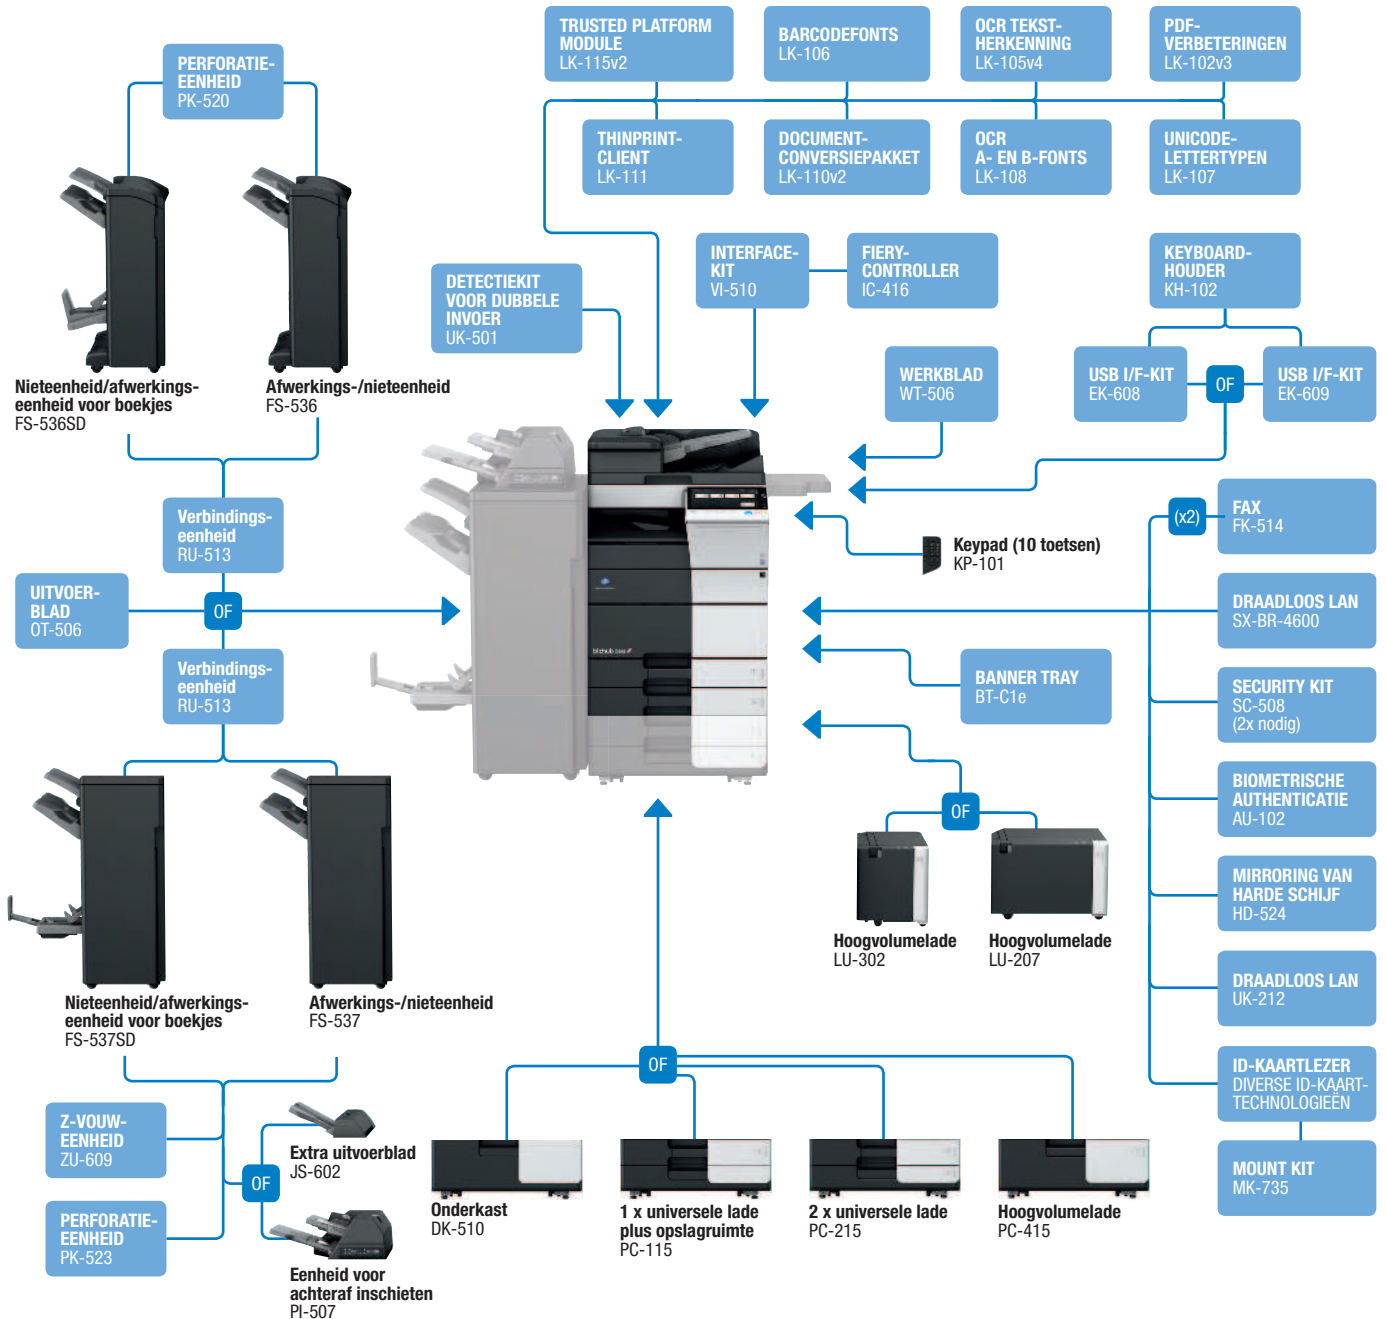 TRUSTED PLATFORM
MODULE
LK-115v2
BARCODEFONTS
LK-106
OCR TEKST-
HERKENNING
LK-105v4
PDF-
VERBETERINGEN
LK-102v3
PERFORATIE-
EENHEID
PK-520
THINPRINT-
CLIENT
LK-111
DOCUMENT-
CONVERSIEPAKKET
LK-110v2
OCR
A- EN B-FONTS
LK-108
UNICODE-
LETTERTYPEN
LK-107
DETECTIEKIT
VOOR DUBBELE
INVOER
UK-501
INTERFACE-
KIT
VI-510
FIERY-
CONTROLLER
IC-416
KEYBOARD-
HOUDER
KH-102
Nieteenheid/afwerkings-
eenheid voor boekjes
FS-536SD
Afwerkings-/nieteenheid
FS-536
WERKBLAD
WT-506
USB I/F-KIT
EK-608
OF
USB I/F-KIT
EK-609
Verbindings-
eenheid
RU-513
Keypad (10 toetsen)
KP-101
(x2)
FAX
FK-514
UITVOER-
BLAD
OT-506
OF
DRAADLOOS LAN
SX-BR-4600
Verbindings-
eenheid
RU-513
bizhub
BANNER TRAY
BT-C1e
SECURITY KIT
SC-508
(2x nodig)
BIOMETRISCHE
AUTHENTICATIE
AU-102
OF
Hoogvolumelade
LU-302
Hoogvolumelade
LU-207
MIRRORING VAN
HARDE SCHIJF
HD-524
Nieteenheid/afwerkings-
eenheid voor boekjes
FS-537SD
Afwerkings-/nieteenheid
FS-537
DRAADLOOS LAN
UK-212
OF
ID-KAARTLEZER
DIVERSE ID-KAART-
TECHNOLOGIEËN
Z-VOUW-
EENHEID
ZU-609
Extra uitvoerblad
JS-602
OF
MOUNT KIT
MK-735
PERFORATIE-
EENHEID
PK-523
Eenheid voor
achteraf inschieten
PI-507
Onderkast
DK-510
1 x universele lade
plus opslagruimte
PC-115
2 x universele lade
PC-215
Hoogvolumelade
PC-415